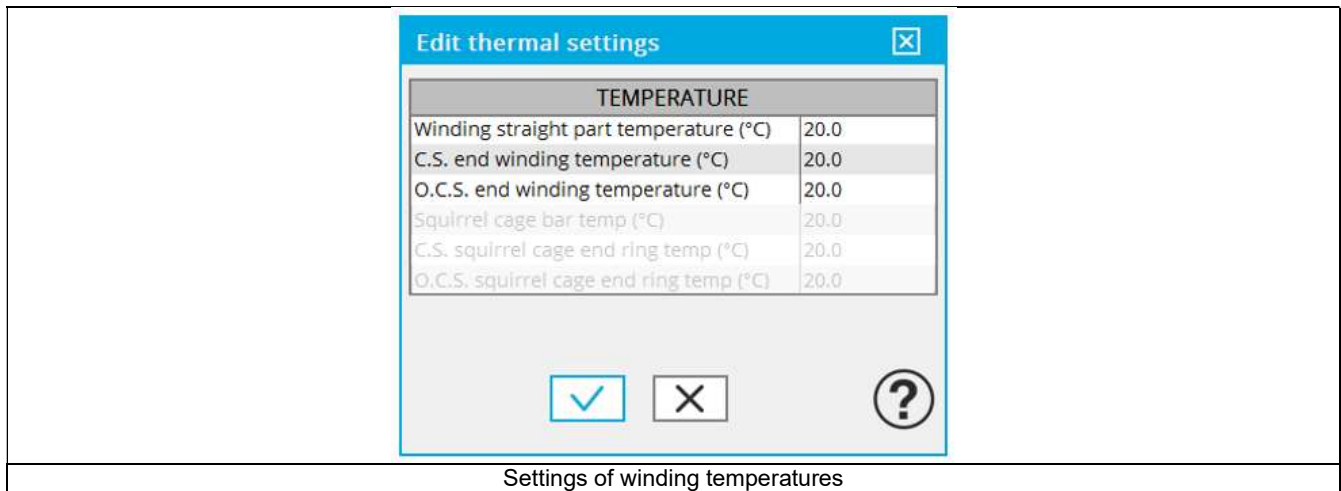 Edit thermal settings
TEMPERATURE
Winding straight part temperature (°C) 20.0
C.S. end winding temperature (°C) 20.0
O.C.S. end winding temperature (°C) 20.0
Squirrel cage bar temp (°C) 20.0
C.S. squirrel cage end ring temp (°C) 20.0
O.C.S. squirrel cage end ring temp (°C) 20.0
?
Settings of winding temperatures